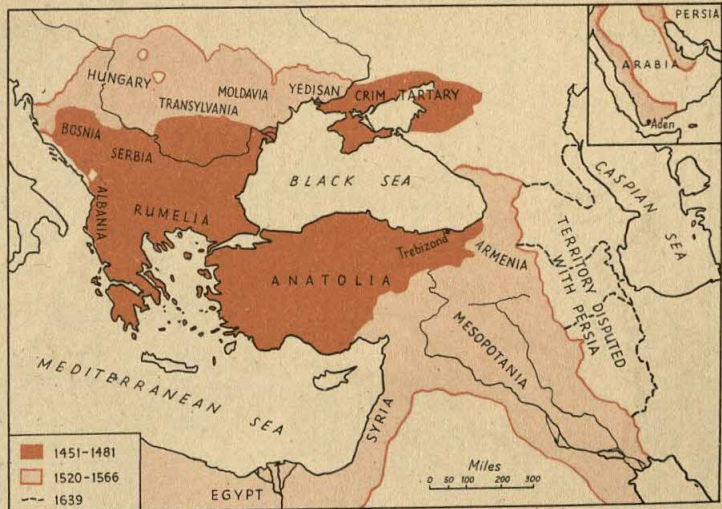 PERSIA
ARABIA
Aden
HUNGARY
MOLDAVIA
YEDISAN
TRANSYLVANIA
CRIM TARTARY
BOSNIA
SERBIA
BLACK SEA
CASPIAN SEA
ALBANIA
RUMELIA
Trebizond
ARMENIA
TERRITORY DISPUTED
WITH PERSIA
ANATOLIA
MESOPOTANIA
MEDITERRANEAN SEA
SYRIA
EGYPT
1451-1481
1520-1566
1639
Miles
0 50 100 200 300